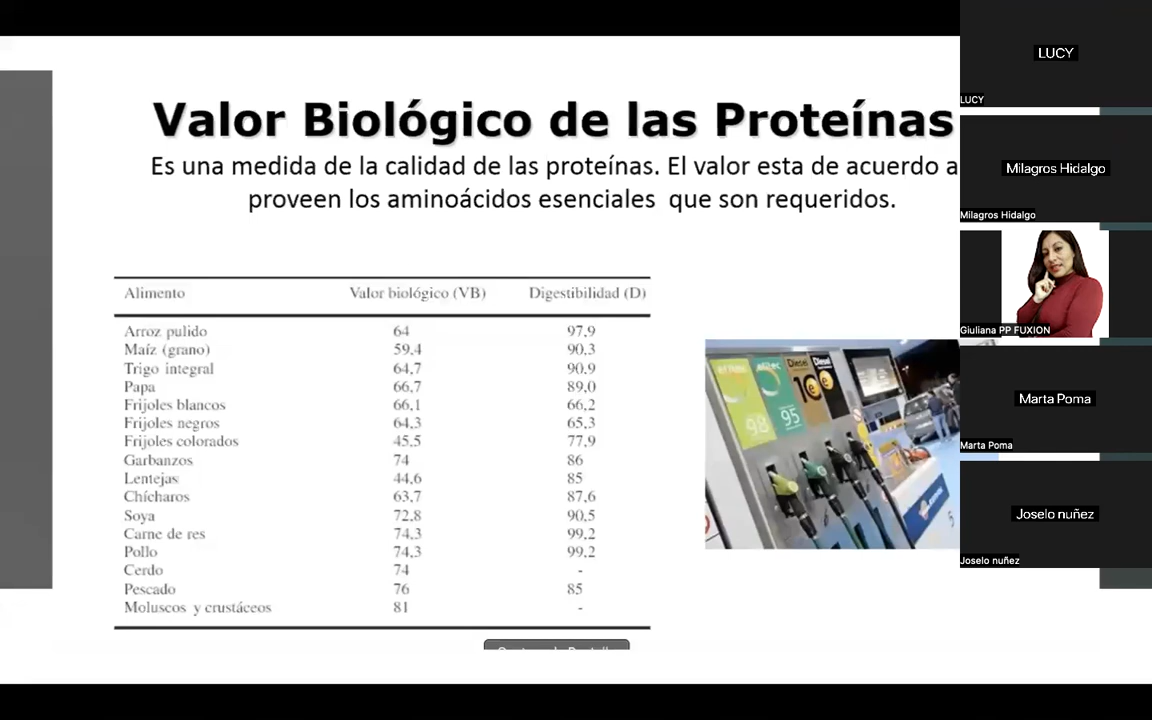 Valor Biológico de las Proteínas
Es una medida de la calidad de las proteínas. El valor esta de acuerdo a
proveen los aminoácidos esenciales que son requeridos.
Alimento Valor biológico (VB) Digestibilidad (D)
Arroz pulido 64 97,9
Maíz (grano) 59,4 90,3
Trigo integral 64,7 90,9
Papa 66,7 89,0
Frijoles blancos 66,1 66,2
Frijoles negros 64,3 65,3
Frijoles colorados 45,5 77,9
Garbanzos 74 86
Lentejas 44,6 85
Chícharos 63,7 87,6
Soya 72,8 90,5
Carne de res 74,3 99,2
Pollo 74,3 99,2
Cerdo 74 -
Pescado 76 85
Moluscos y crustáceos 81 -
Diesel
Diesel
98
95
10
LUCY
LUCY
Milagros Hidalgo
Milagros Hidalgo
Giuliana PP FUXION
Marta Poma
Marta Poma
Joselo nuñez
Joselo nuñez